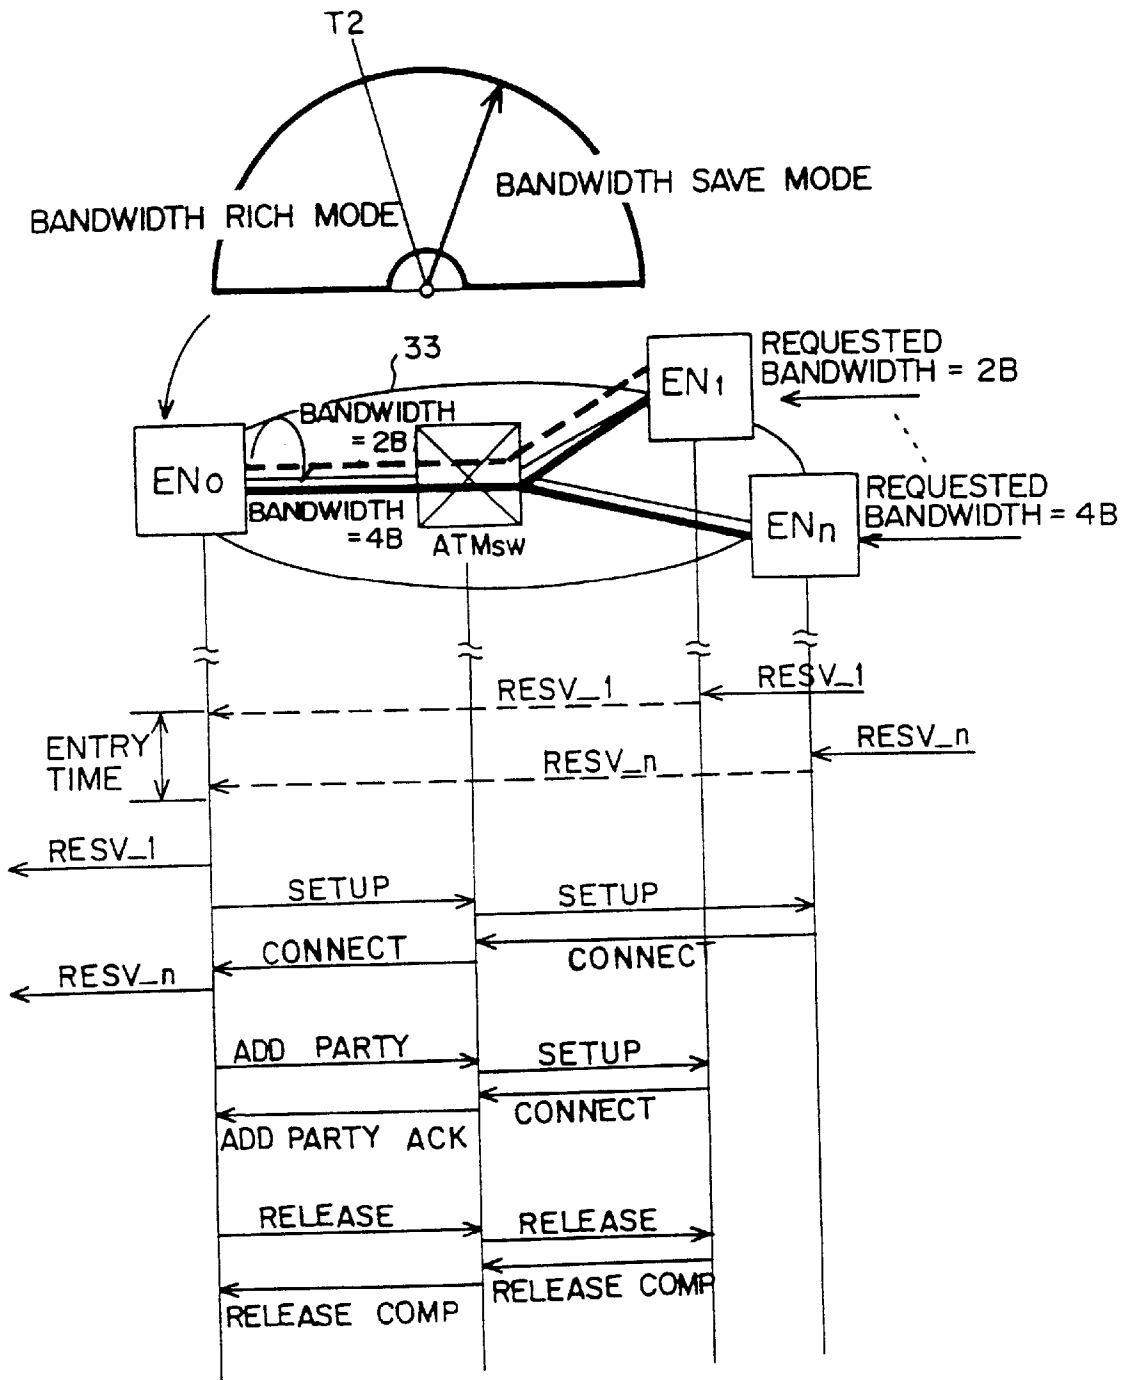 T2
BANDWIDTH SAVE MODE
BANDWIDTH RICH MODE
33
REQUESTED
BANDWIDTH = 2B
EN1
BANDWIDTH
= 2B
EN0
REQUESTED
BANDWIDTH = 4B
ENn
BANDWIDTH
=4B
ATMSW
RESV_1
RESV_1
RESV_n
ENTRY
TIME
RESV_n
RESV_1
SETUP
SETUP
CONNECT
CONNECT
RESV_n
ADD PARTY
SETUP
CONNECT
ADD PARTY ACK
RELEASE
RELEASE
RELEASE COMP
RELEASE COMP